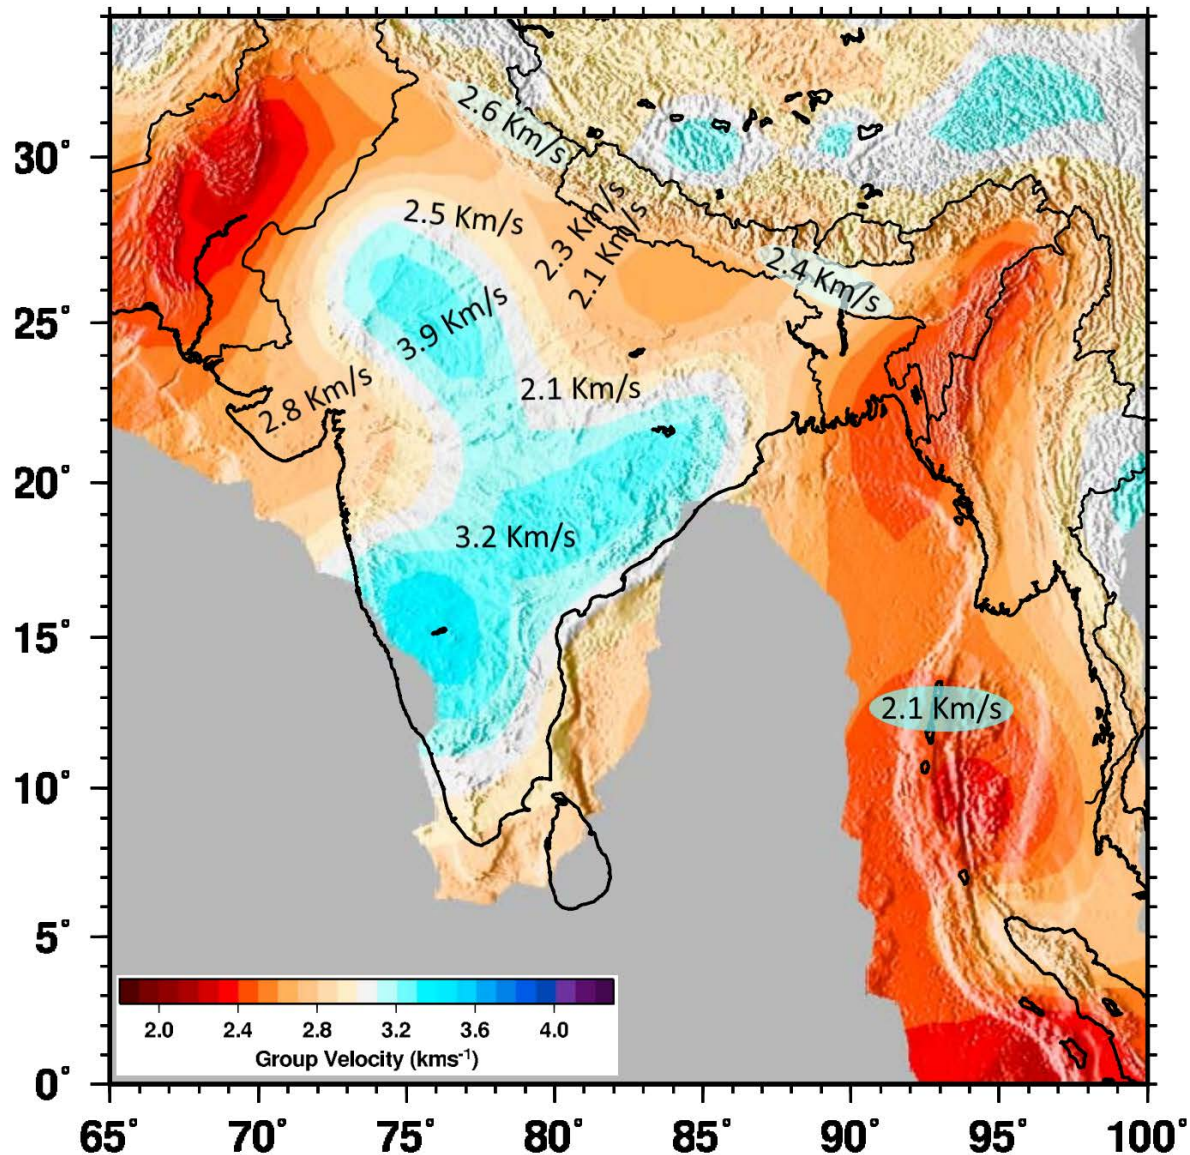 2.6 Km/s
30°
2.5 Km/s
2.3 Km/s
2.1 Km/s
2.4 Km/s
25°
3.9 Km/s
2.8 Km/s
2.1 Km/s
20°
3.2 Km/s
15°
2.1 Km/s
10°
5°
2.0 2.4 2.8 3.2 3.6 4.0
Group Velocity (kms⁻¹)
0°
65° 70° 75° 80° 85° 90° 95° 100°